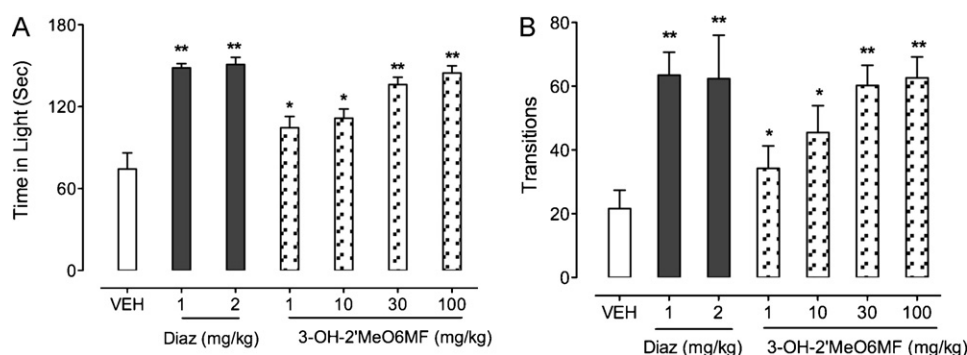 A
Time in Light (Sec)
180
120
60
0
** ** * * ** **
VEH 1 2 1 10 30 100
Diaz (mg/kg) 3-OH-2'MeO6MF (mg/kg)
B
Transitions
80
60
40
20
0
** ** * * ** **
VEH 1 2 1 10 30 100
Diaz (mg/kg) 3-OH-2'MeO6MF (mg/kg)